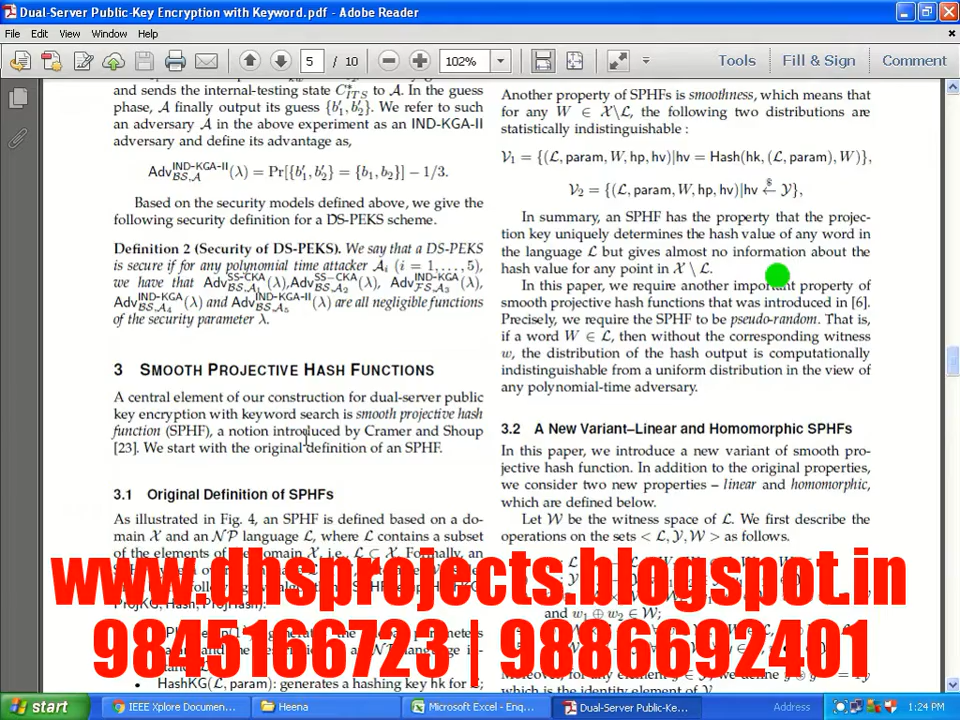 Dual-Server Public-Key Encryption with Keyword.pdf - Adobe Reader
File Edit View Window Help
5 / 10 102% Tools Fill & Sign Comment
and sends the internal-testing state C*ITS to A. In the guess
phase, A finally output its guess {b′1, b′2}. We refer to such
an adversary A in the above experiment as an IND-KGA-II
adversary and define its advantage as,
Adv^IND-KGA-II_BS,A(λ) = Pr[{b′1, b′2} = {b1, b2}] − 1/3.
Based on the security models defined above, we give the
following security definition for a DS-PEKS scheme.
Definition 2 (Security of DS-PEKS). We say that a DS-PEKS
is secure if for any polynomial time attacker Ai (i = 1, . . . , 5),
we have that Adv^SS-CKA_BS,A1(λ), Adv^SS-CKA_BS,A2(λ), Adv^IND-KGA_FS,A3(λ),
Adv^IND-KGA_BS,A4(λ) and Adv^IND-KGA-II_BS,A5(λ) are all negligible functions
of the security parameter λ.
3 SMOOTH PROJECTIVE HASH FUNCTIONS
A central element of our construction for dual-server public
key encryption with keyword search is smooth projective hash
function (SPHF), a notion introduced by Cramer and Shoup
[23]. We start with the original definition of an SPHF.
3.1 Original Definition of SPHFs
As illustrated in Fig. 4, an SPHF is defined based on a do-
main X and an NP language L, where L contains a subset
of the elements of the domain X, i.e., L ⊂ X. Formally, an
ProjKG, Hash, ProjHash):
• HashKG(L, param): generates a hashing key hk for L;
Another property of SPHFs is smoothness, which means that
for any W ∈ X\L, the following two distributions are
statistically indistinguishable :
V1 = {(L, param, W, hp, hv)|hv = Hash(hk, (L, param), W)},
V2 = {(L, param, W, hp, hv)|hv $← Y},
In summary, an SPHF has the property that the projec-
tion key uniquely determines the hash value of any word in
the language L but gives almost no information about the
hash value for any point in X \ L.
In this paper, we require another important property of
smooth projective hash functions that was introduced in [6].
Precisely, we require the SPHF to be pseudo-random. That is,
if a word W ∈ L, then without the corresponding witness
w, the distribution of the hash output is computationally
indistinguishable from a uniform distribution in the view of
any polynomial-time adversary.
3.2 A New Variant–Linear and Homomorphic SPHFs
In this paper, we introduce a new variant of smooth pro-
jective hash function. In addition to the original properties,
we consider two new properties – linear and homomorphic,
which are defined below.
Let W be the witness space of L. We first describe the
operations on the sets < L, Y, W > as follows.
and w1 ⊕ w2 ∈ W;
which is the identity element of Y
www.dhsprojects.blogspot.in
9845166723 | 9886692401
start IEEE Xplore Documen... Heena Microsoft Excel - Enq... Dual-Server Public-Ke... Address 1:24 PM